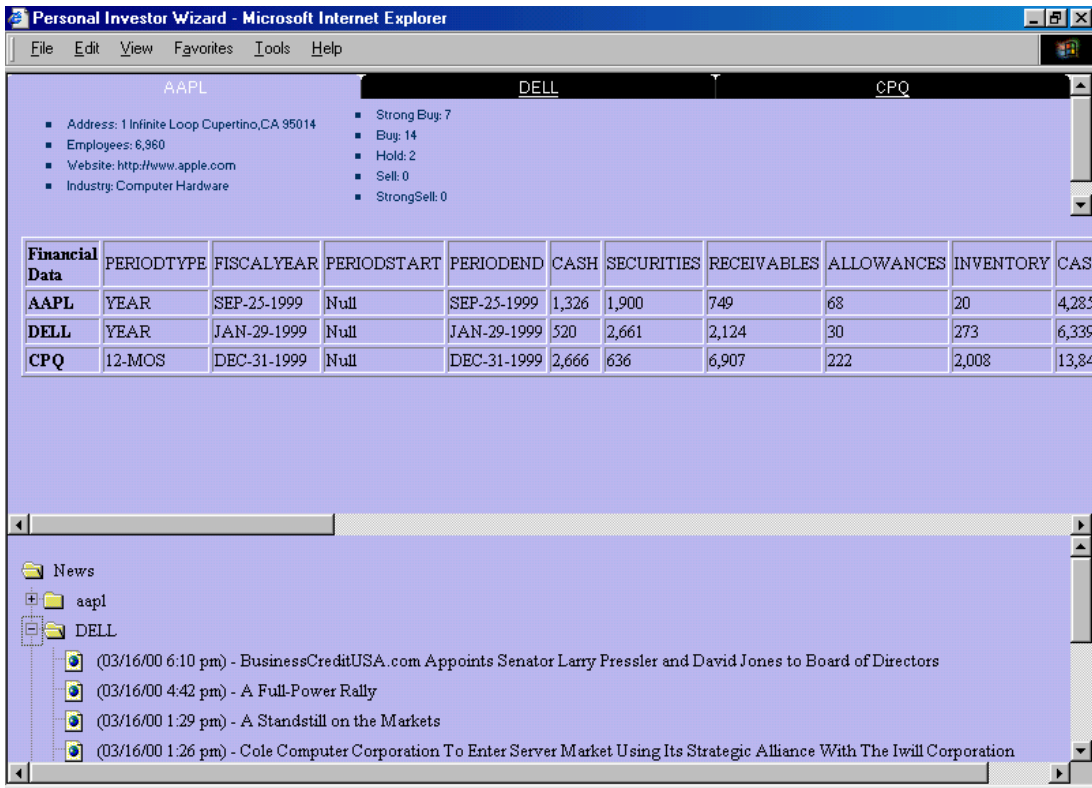 Personal Investor Wizard - Microsoft Internet Explorer
File Edit View Favorites Tools Help
AAPL DELL CPQ
Address: 1 Infinite Loop Cupertino,CA 95014
Employees: 6,960
Website: http://www.apple.com
Industry: Computer Hardware
Strong Buy: 7
Buy: 14
Hold: 2
Sell: 0
StrongSell: 0
Financial Data PERIODTYPE FISCALYEAR PERIODSTART PERIODEND CASH SECURITIES RECEIVABLES ALLOWANCES INVENTORY CAS
AAPL YEAR SEP-25-1999 Null SEP-25-1999 1,326 1,900 749 68 20 4,285
DELL YEAR JAN-29-1999 Null JAN-29-1999 520 2,661 2,124 30 273 6,339
CPQ 12-MOS DEC-31-1999 Null DEC-31-1999 2,666 636 6,907 222 2,008 13,84
News
aapl
DELL
(03/16/00 6:10 pm) - BusinessCreditUSA.com Appoints Senator Larry Pressler and David Jones to Board of Directors
(03/16/00 4:42 pm) - A Full-Power Rally
(03/16/00 1:29 pm) - A Standstill on the Markets
(03/16/00 1:26 pm) - Cole Computer Corporation To Enter Server Market Using Its Strategic Alliance With The Iwill Corporation